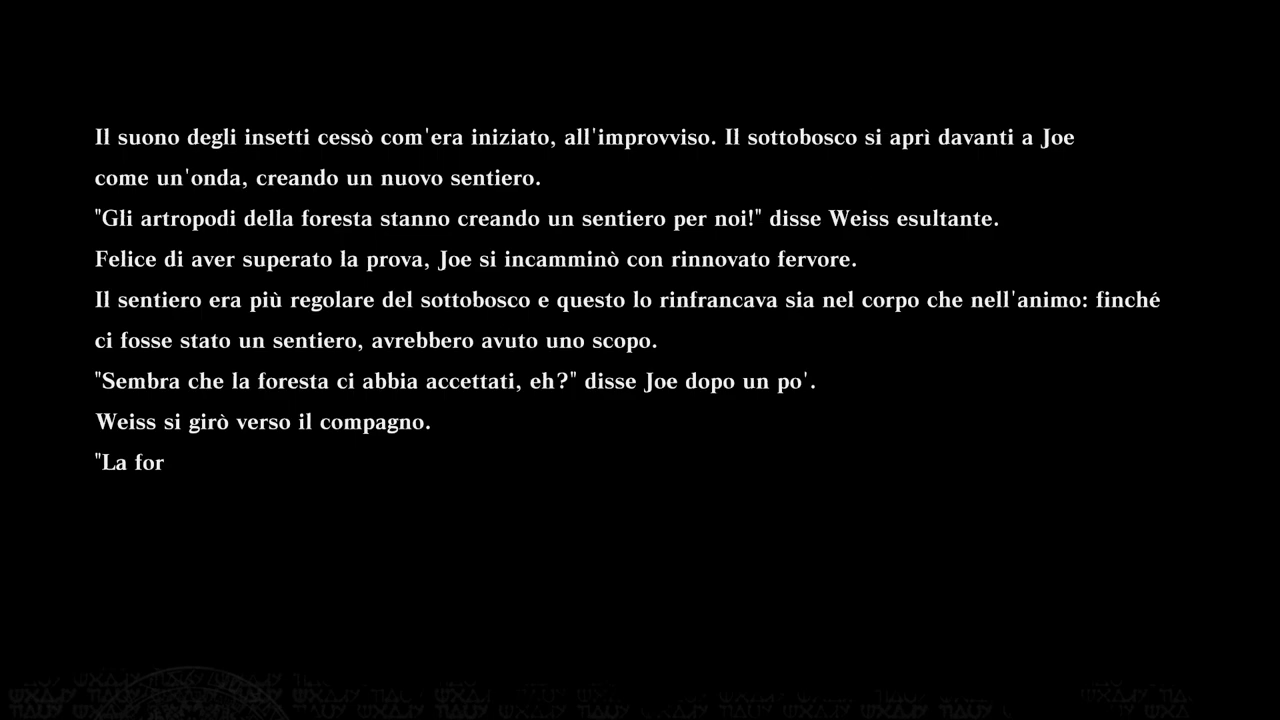 Il suono degli insetti cessò com'era iniziato, all'improvviso. Il sottobosco si aprì davanti a Joe
come un'onda, creando un nuovo sentiero.
"Gli artropodi della foresta stanno creando un sentiero per noi!" disse Weiss esultante.
Felice di aver superato la prova, Joe si incamminò con rinnovato fervore.
Il sentiero era più regolare del sottobosco e questo lo rinfrancava sia nel corpo che nell'animo: finché
ci fosse stato un sentiero, avrebbero avuto uno scopo.
"Sembra che la foresta ci abbia accettati, eh?" disse Joe dopo un po'.
Weiss si girò verso il compagno.
"La for